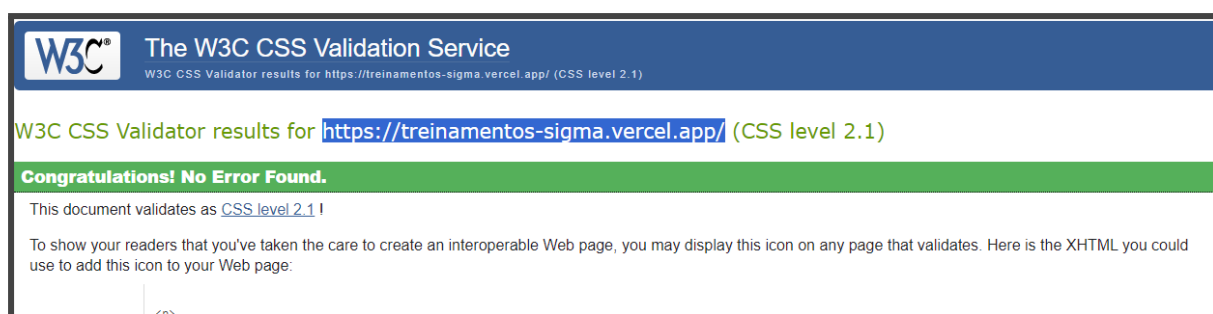 W3C®
The W3C CSS Validation Service
W3C CSS Validator results for https://treinamentos-sigma.vercel.app/ (CSS level 2.1)
W3C CSS Validator results for https://treinamentos-sigma.vercel.app/ (CSS level 2.1)
Congratulations! No Error Found.
This document validates as CSS level 2.1 !
To show your readers that you've taken the care to create an interoperable Web page, you may display this icon on any page that validates. Here is the XHTML you could
use to add this icon to your Web page: